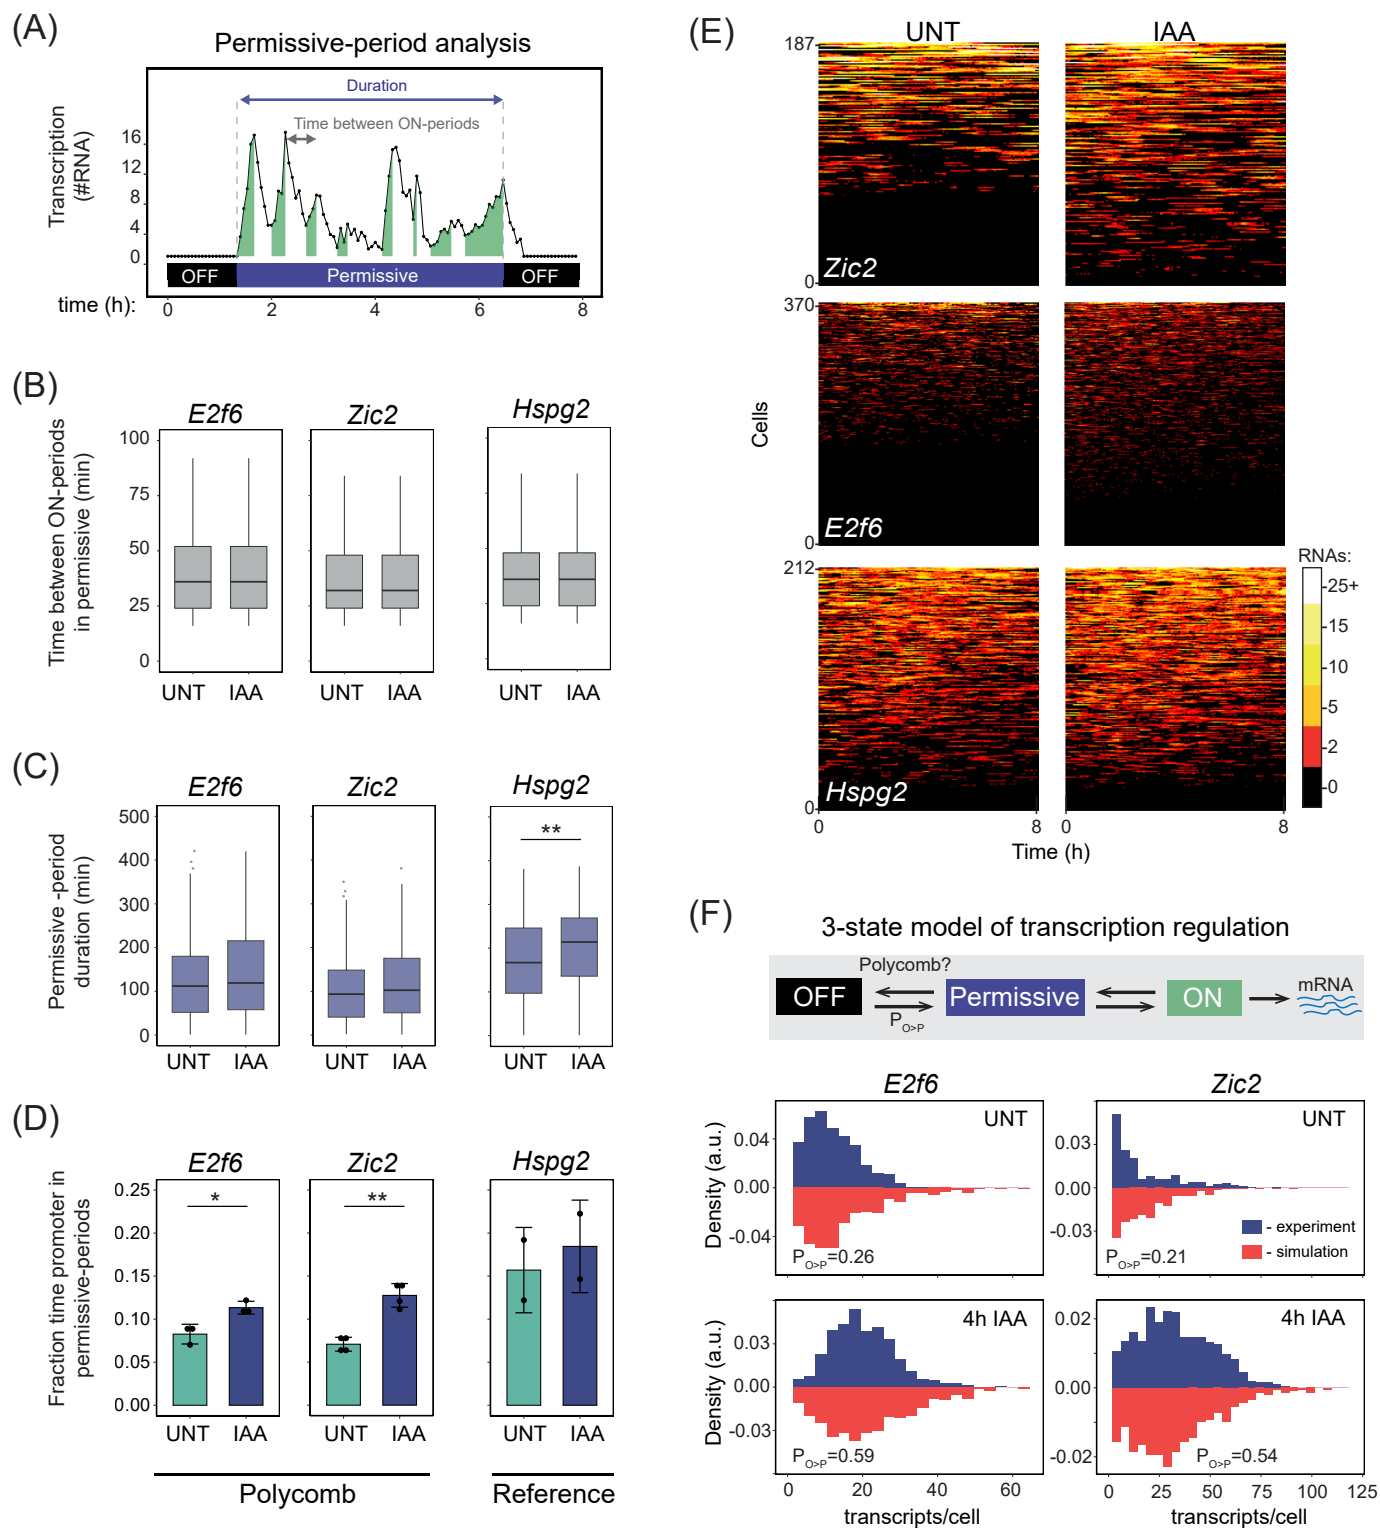 (A)
Permissive-period analysis
Transcription
(#RNA)
16
12
8
4
0
Duration
Time between ON-periods
OFF
Permissive
OFF
time (h):
0
2
4
6
8
(B)
E2f6
Zic2
Hspg2
Time between ON-periods
in permissive (min)
100
75
50
25
0
UNT
IAA
UNT
IAA
UNT
IAA
(C)
E2f6
Zic2
Hspg2
Permissive -period
duration (min)
500
400
300
200
100
0
**
UNT
IAA
UNT
IAA
UNT
IAA
(D)
E2f6
Zic2
Hspg2
Fraction time promoter in
permissive-periods
0.25
0.20
0.15
0.10
0.05
0.00
*
**
UNT
IAA
UNT
IAA
UNT
IAA
Polycomb
Reference
(E)
UNT
IAA
187
0
Zic2
370
0
E2f6
212
0
Hspg2
Cells
0
8
0
8
Time (h)
RNAs:
25+
15
10
5
2
0
(F)
3-state model of transcription regulation
Polycomb?
OFF
Permissive
ON
mRNA
P_O>P
E2f6
Zic2
Density (a.u.)
0.04
0.00
-0.04
UNT
P_O>P=0.26
0.03
0.00
-0.03
UNT
- experiment
- simulation
P_O>P=0.21
Density (a.u.)
0.03
0.00
-0.03
4h IAA
P_O>P=0.59
0.02
0.00
-0.02
4h IAA
P_O>P=0.54
0
20
40
60
transcripts/cell
0
25
50
75
100
125
transcripts/cell